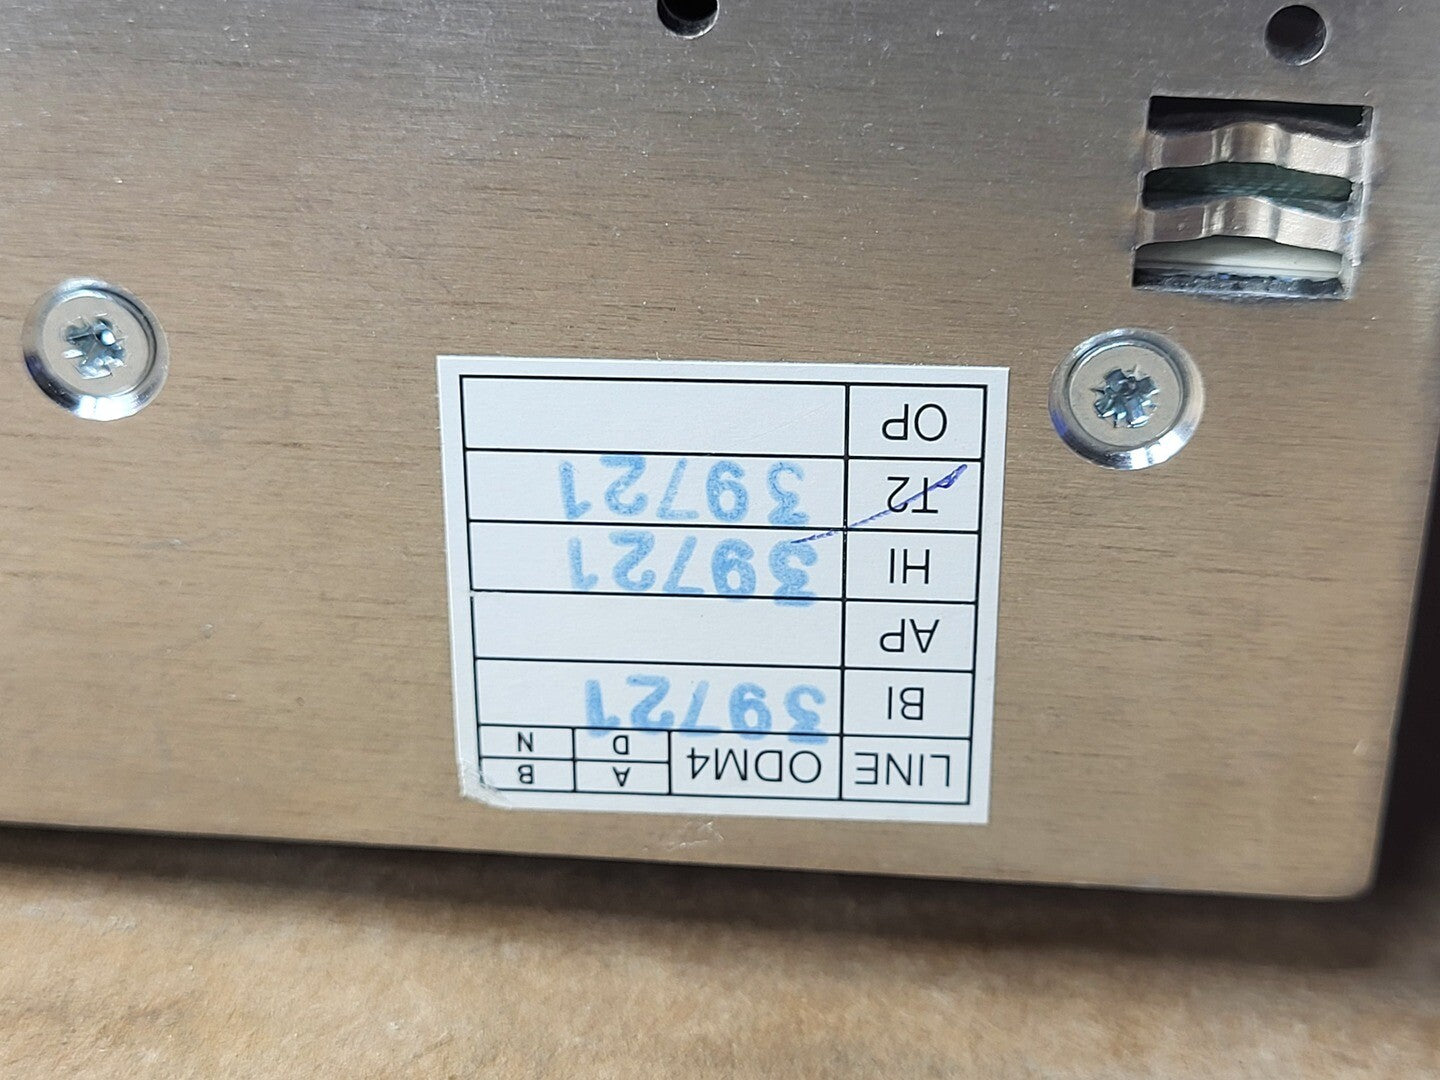 LINE ODM4 A B
D N
BI 39721
AP
HI 39721
T2 39721
OP